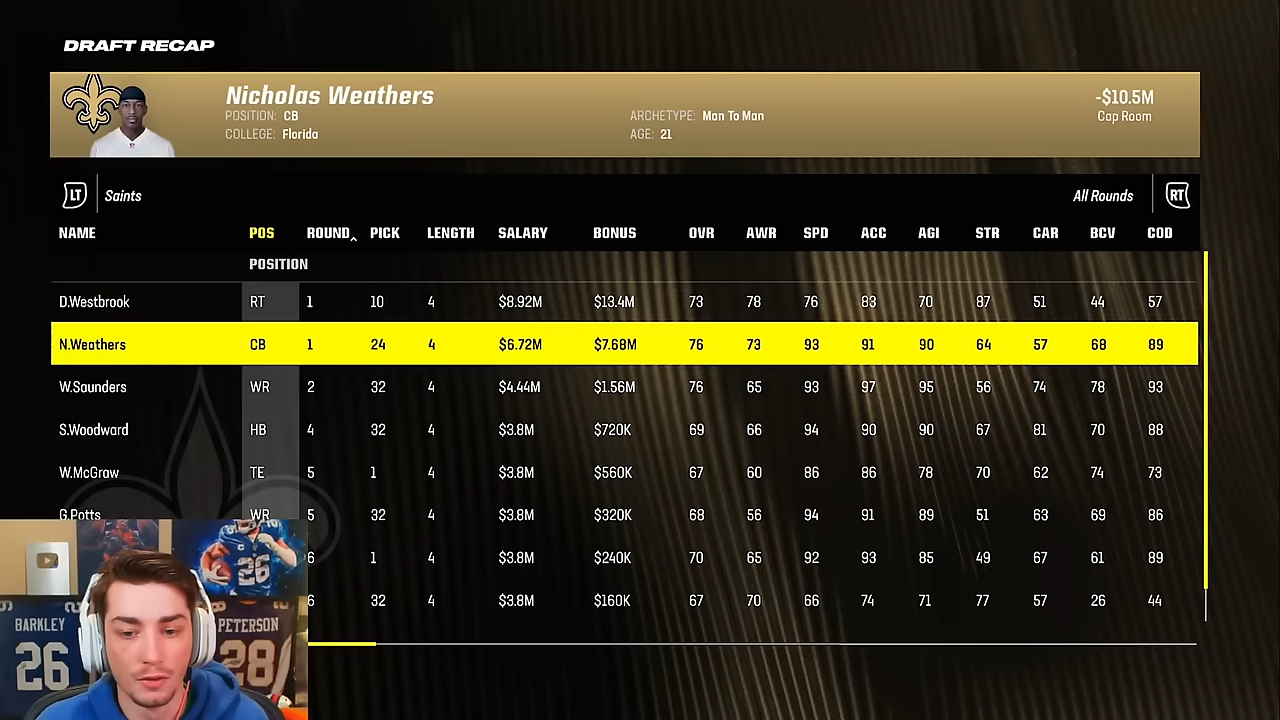 DRAFT RECAP
Nicholas Weathers
POSITION: CB
COLLEGE: Florida
ARCHETYPE: Man To Man
AGE: 21
-$10.5M
Cap Room
LT Saints All Rounds RT
NAME POS ROUND PICK LENGTH SALARY BONUS OVR AWR SPD ACC AGI STR CAR BCV COD
POSITION
D.Westbrook RT 1 10 4 $8.92M $13.4M 73 78 76 83 70 87 51 44 57
N.Weathers CB 1 24 4 $6.72M $7.68M 76 73 93 91 90 64 57 68 89
W.Saunders WR 2 32 4 $4.44M $1.56M 76 65 93 97 95 56 74 78 93
S.Woodward HB 4 32 4 $3.8M $720K 69 66 94 90 90 67 81 70 88
W.McGraw TE 5 1 4 $3.8M $560K 67 60 86 86 78 70 62 74 73
G.Potts WR 5 32 4 $3.8M $320K 68 56 94 91 89 51 63 69 86
6 1 4 $3.8M $240K 70 65 92 93 85 49 67 61 89
6 32 4 $3.8M $160K 67 70 66 74 71 77 57 26 44
26
BARKLEY
26
PETERSON
28